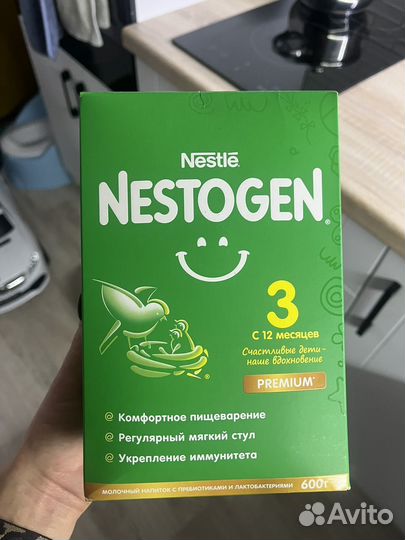 Nestlé
NESTOGEN®
3
С 12 месяцев
Счастливые дети-
наше вдохновение
PREMIUM*
Комфортное пищеварение
Регулярный мягкий стул
Укрепление иммунитета
МОЛОЧНЫЙ НАПИТОК С ПРЕБИОТИКАМИ И ЛАКТОБАКТЕРИЯМИ 600г
Avito